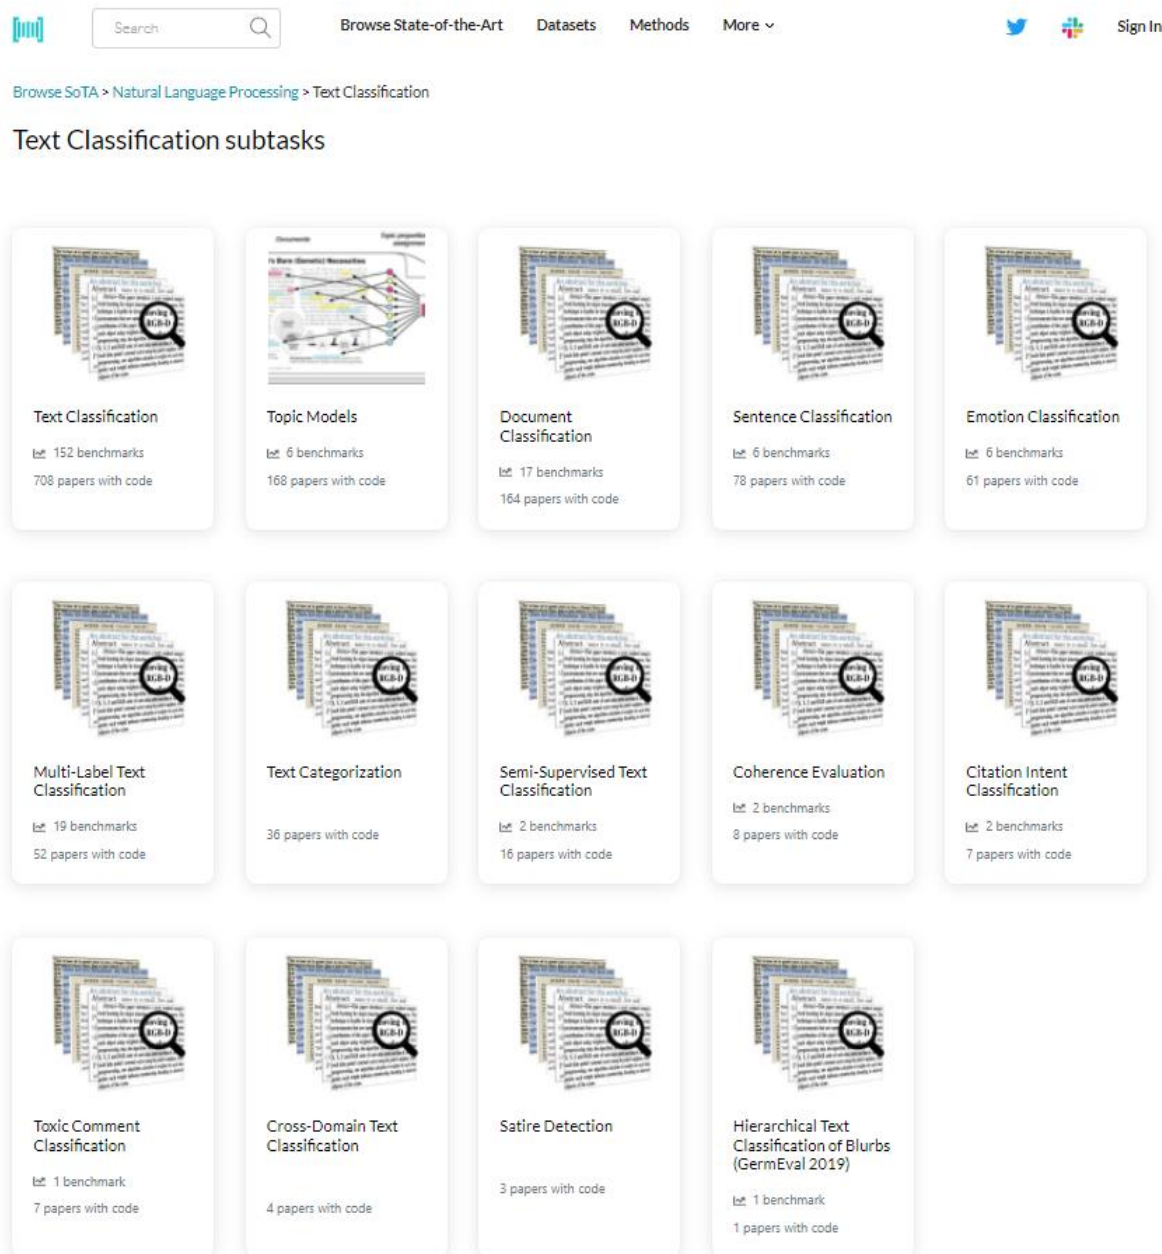 Search
Browse State-of-the-Art Datasets Methods More Sign In
Browse SoTA > Natural Language Processing > Text Classification
Text Classification subtasks
Text Classification
152 benchmarks
708 papers with code
Topic Models
6 benchmarks
168 papers with code
Document
Classification
17 benchmarks
164 papers with code
Sentence Classification
6 benchmarks
78 papers with code
Emotion Classification
6 benchmarks
61 papers with code
Multi-Label Text
Classification
19 benchmarks
52 papers with code
Text Categorization
36 papers with code
Semi-Supervised Text
Classification
2 benchmarks
16 papers with code
Coherence Evaluation
2 benchmarks
8 papers with code
Citation Intent
Classification
2 benchmarks
7 papers with code
Toxic Comment
Classification
1 benchmark
7 papers with code
Cross-Domain Text
Classification
4 papers with code
Satire Detection
3 papers with code
Hierarchical Text
Classification of Blurbs
(GermEval 2019)
1 benchmark
1 papers with code